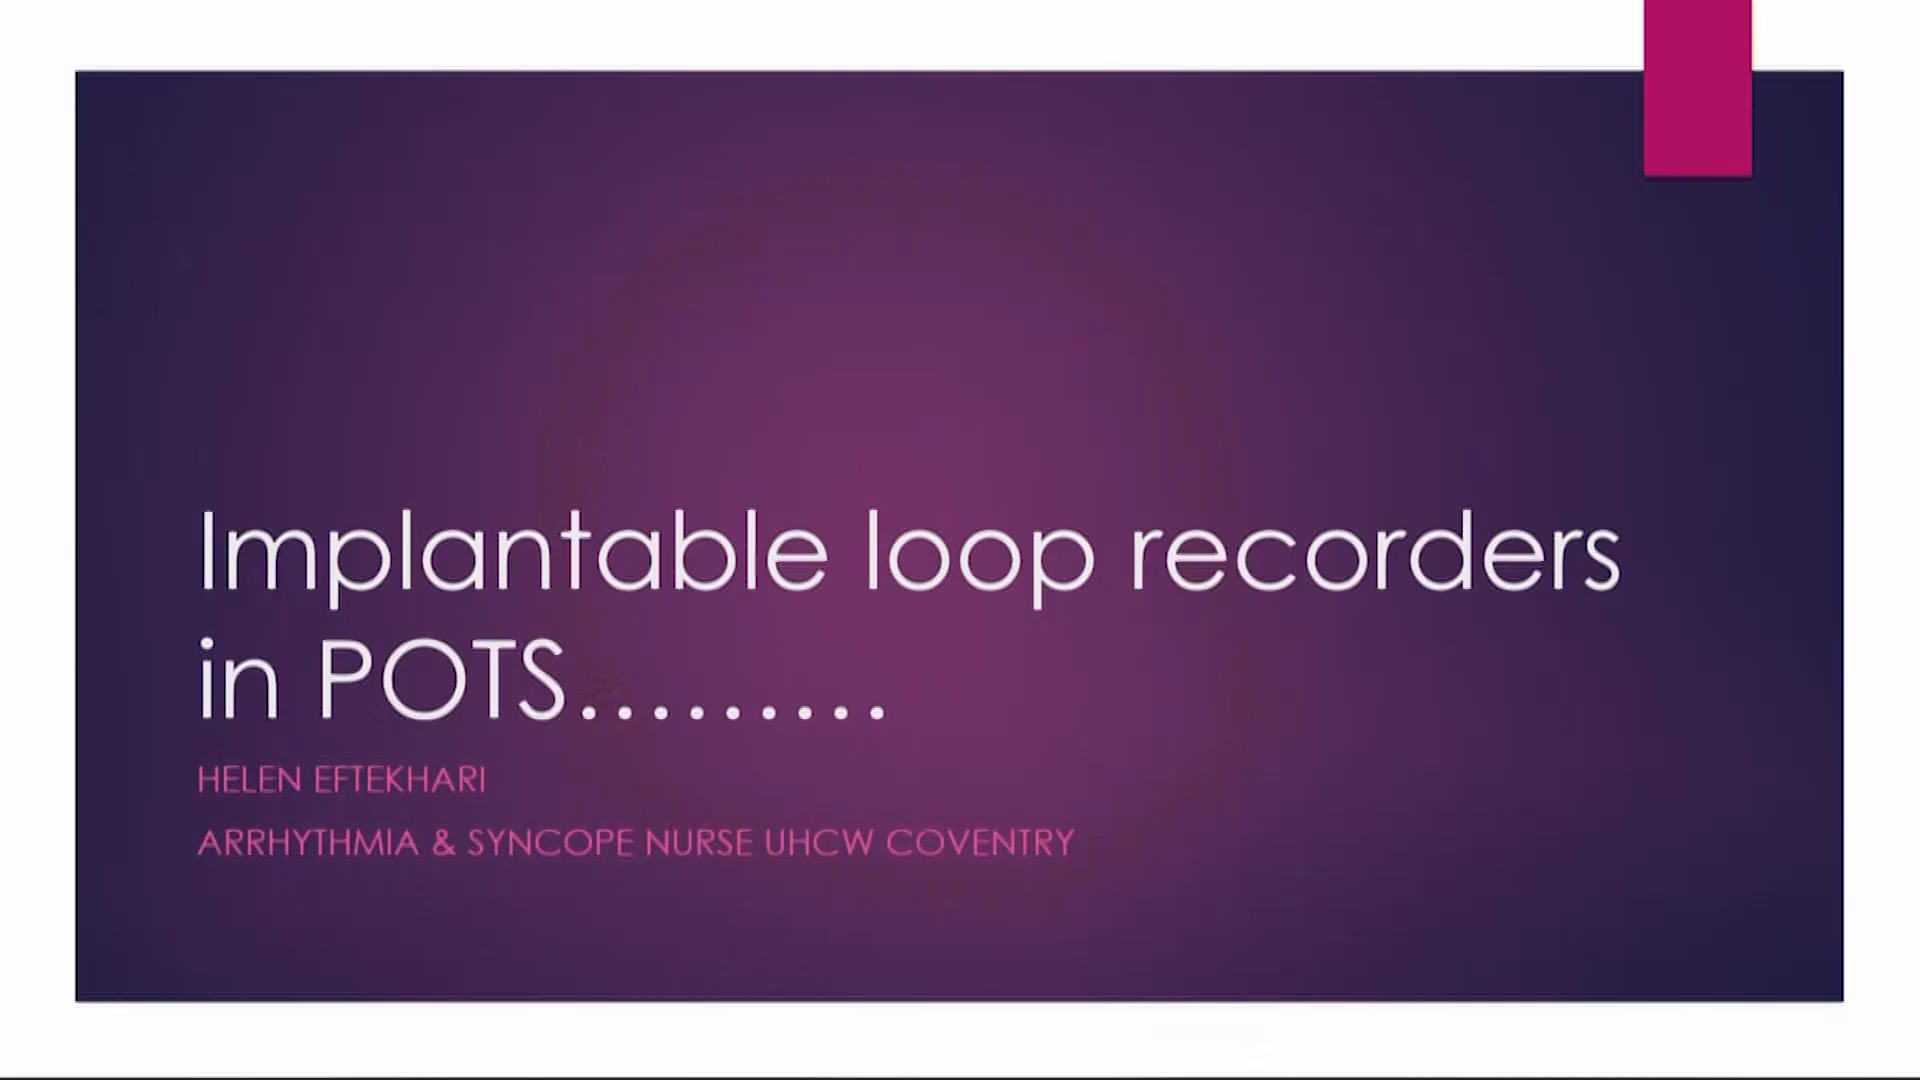 Implantable loop recorders
in POTS.........
HELEN EFTEKHARI
ARRHYTHMIA & SYNCOPE NURSE UHCW COVENTRY